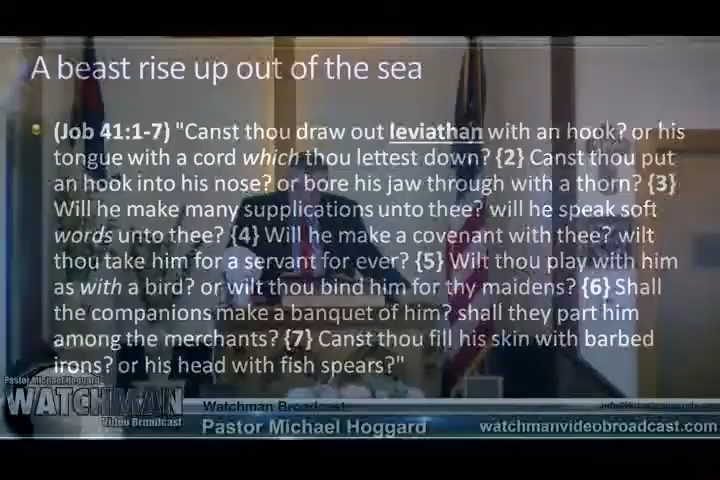 A beast rise up out of the sea
• (Job 41:1-7) "Canst thou draw out leviathan with an hook? or his
tongue with a cord which thou lettest down? {2} Canst thou put
an hook into his nose? or bore his jaw through with a thorn? {3}
Will he make many supplications unto thee? will he speak soft
words unto thee? {4} Will he make a covenant with thee? wilt
thou take him for a servant for ever? {5} Wilt thou play with him
as with a bird? or wilt thou bind him for thy maidens? {6} Shall
the companions make a banquet of him? shall they part him
among the merchants? {7} Canst thou fill his skin with barbed
irons? or his head with fish spears?"
Pastor Michael Hoggard
WATCHMAN
Video Broadcast
Watchman Broadcast
Pastor Michael Hoggard
www.watchmanvideobroadcast.com